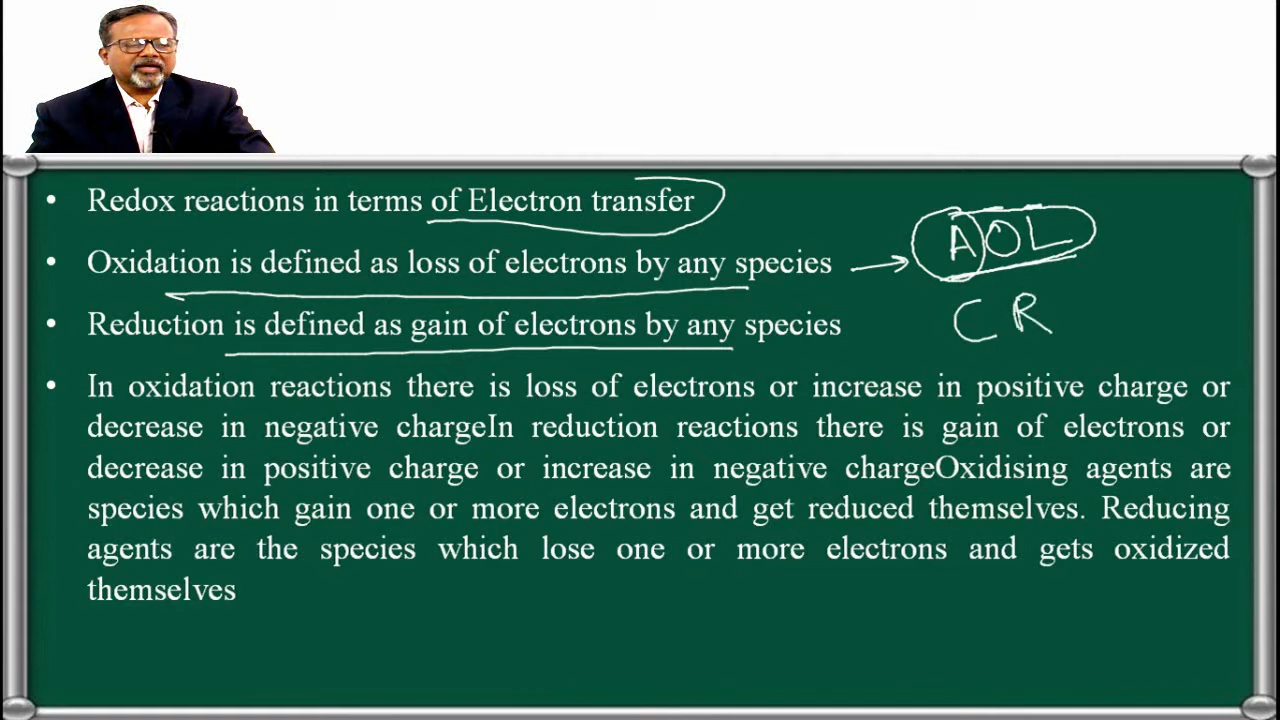 • Redox reactions in terms of Electron transfer
• Oxidation is defined as loss of electrons by any species → AOL
CR
• Reduction is defined as gain of electrons by any species
• In oxidation reactions there is loss of electrons or increase in positive charge or
decrease in negative chargeIn reduction reactions there is gain of electrons or
decrease in positive charge or increase in negative chargeOxidising agents are
species which gain one or more electrons and get reduced themselves. Reducing
agents are the species which lose one or more electrons and gets oxidized
themselves